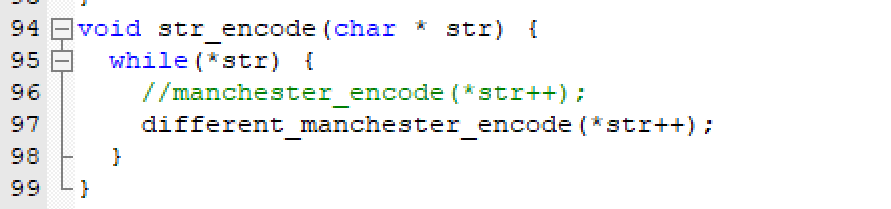 94 void str_encode(char * str) {
95 while(*str) {
96 //manchester_encode(*str++);
97 different_manchester_encode(*str++);
98 }
99 }